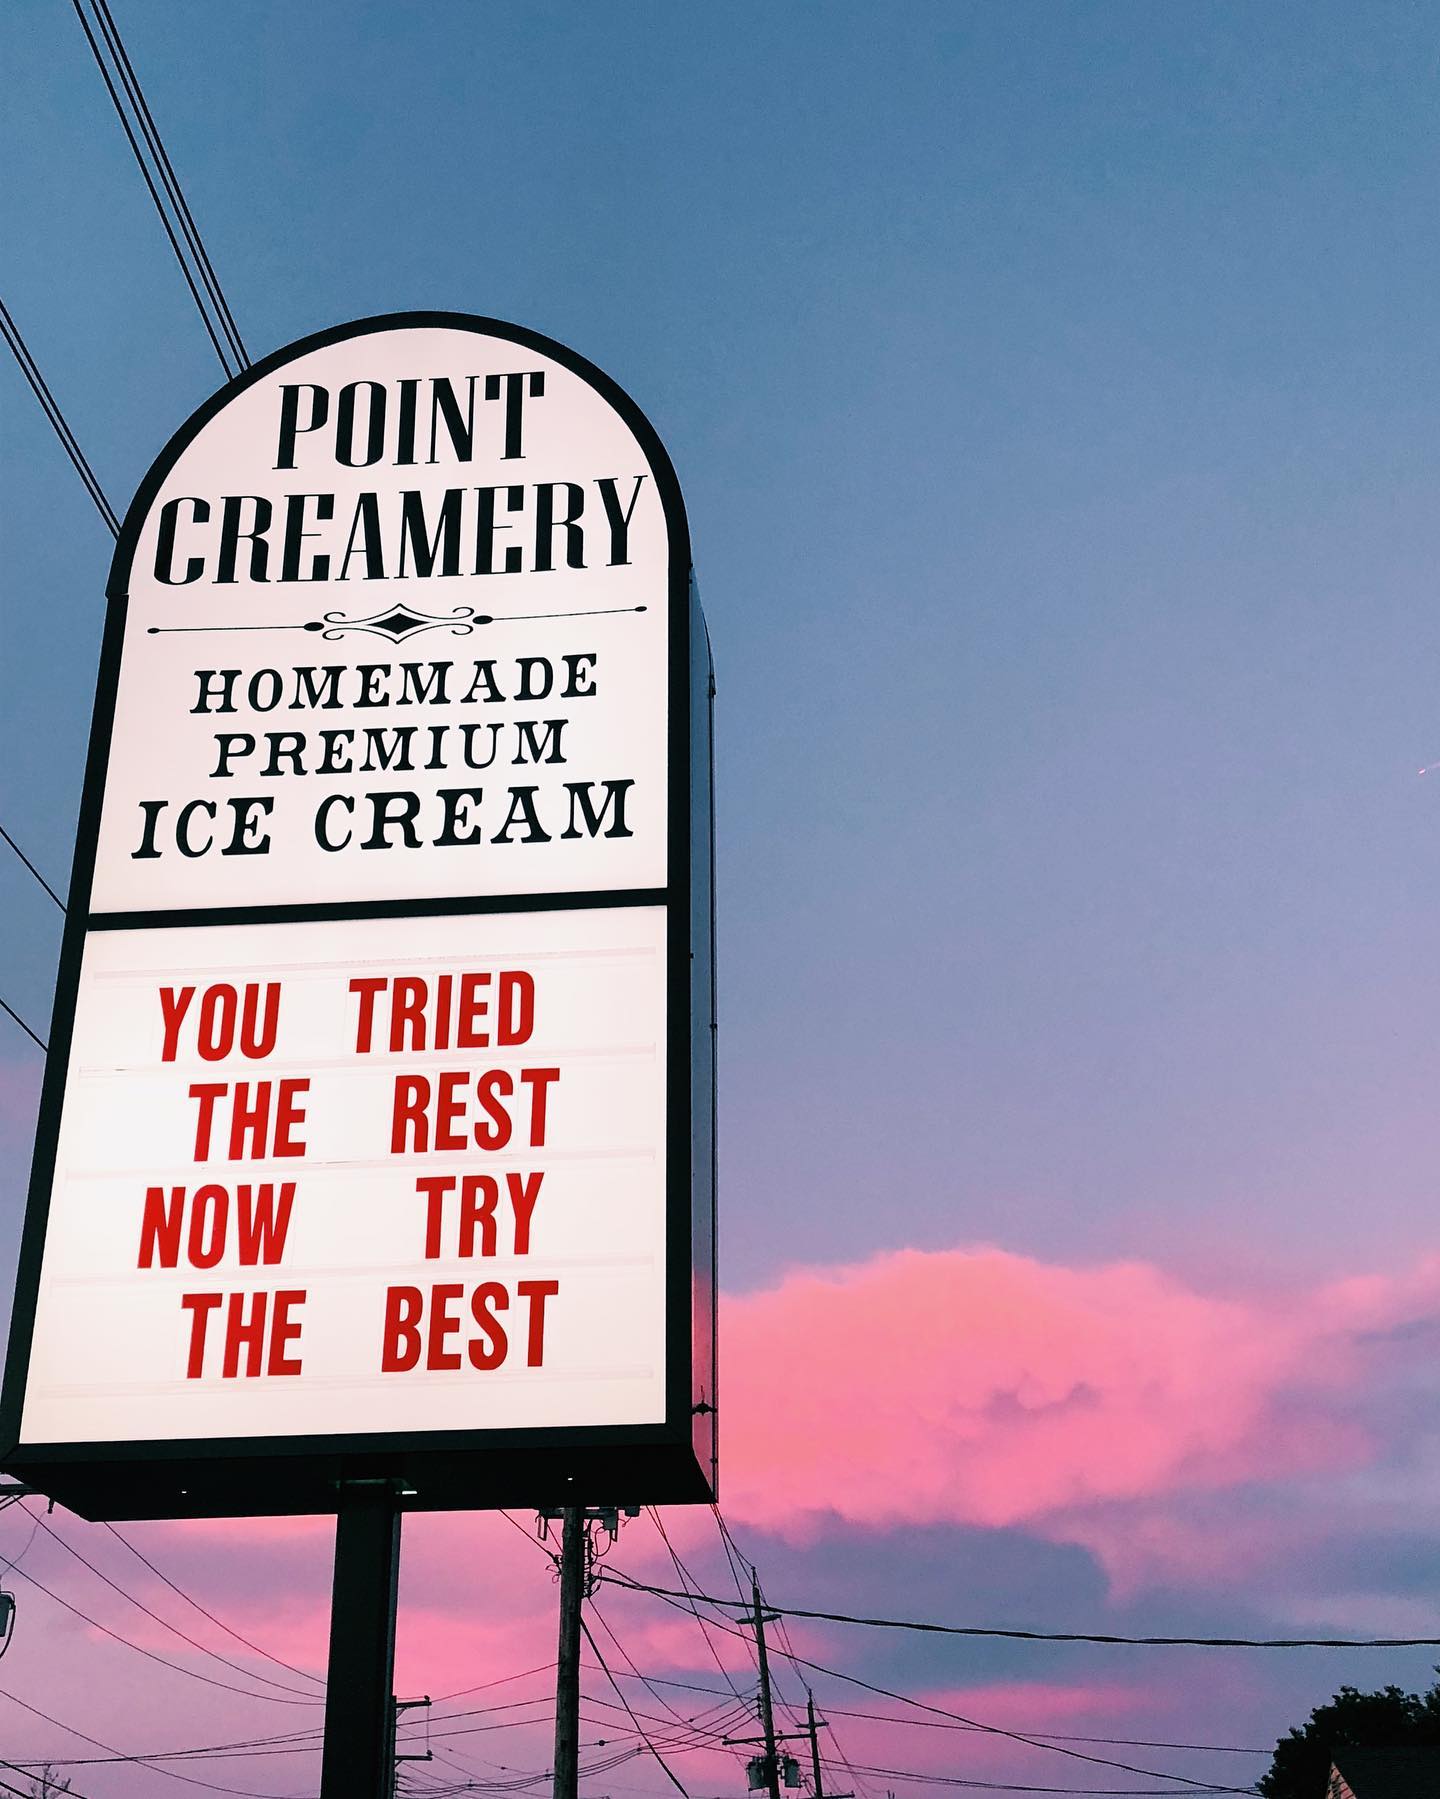 POINT
CREAMERY
HOMEMADE
PREMIUM
ICE CREAM
YOU TRIED
THE REST
NOW TRY
THE BEST